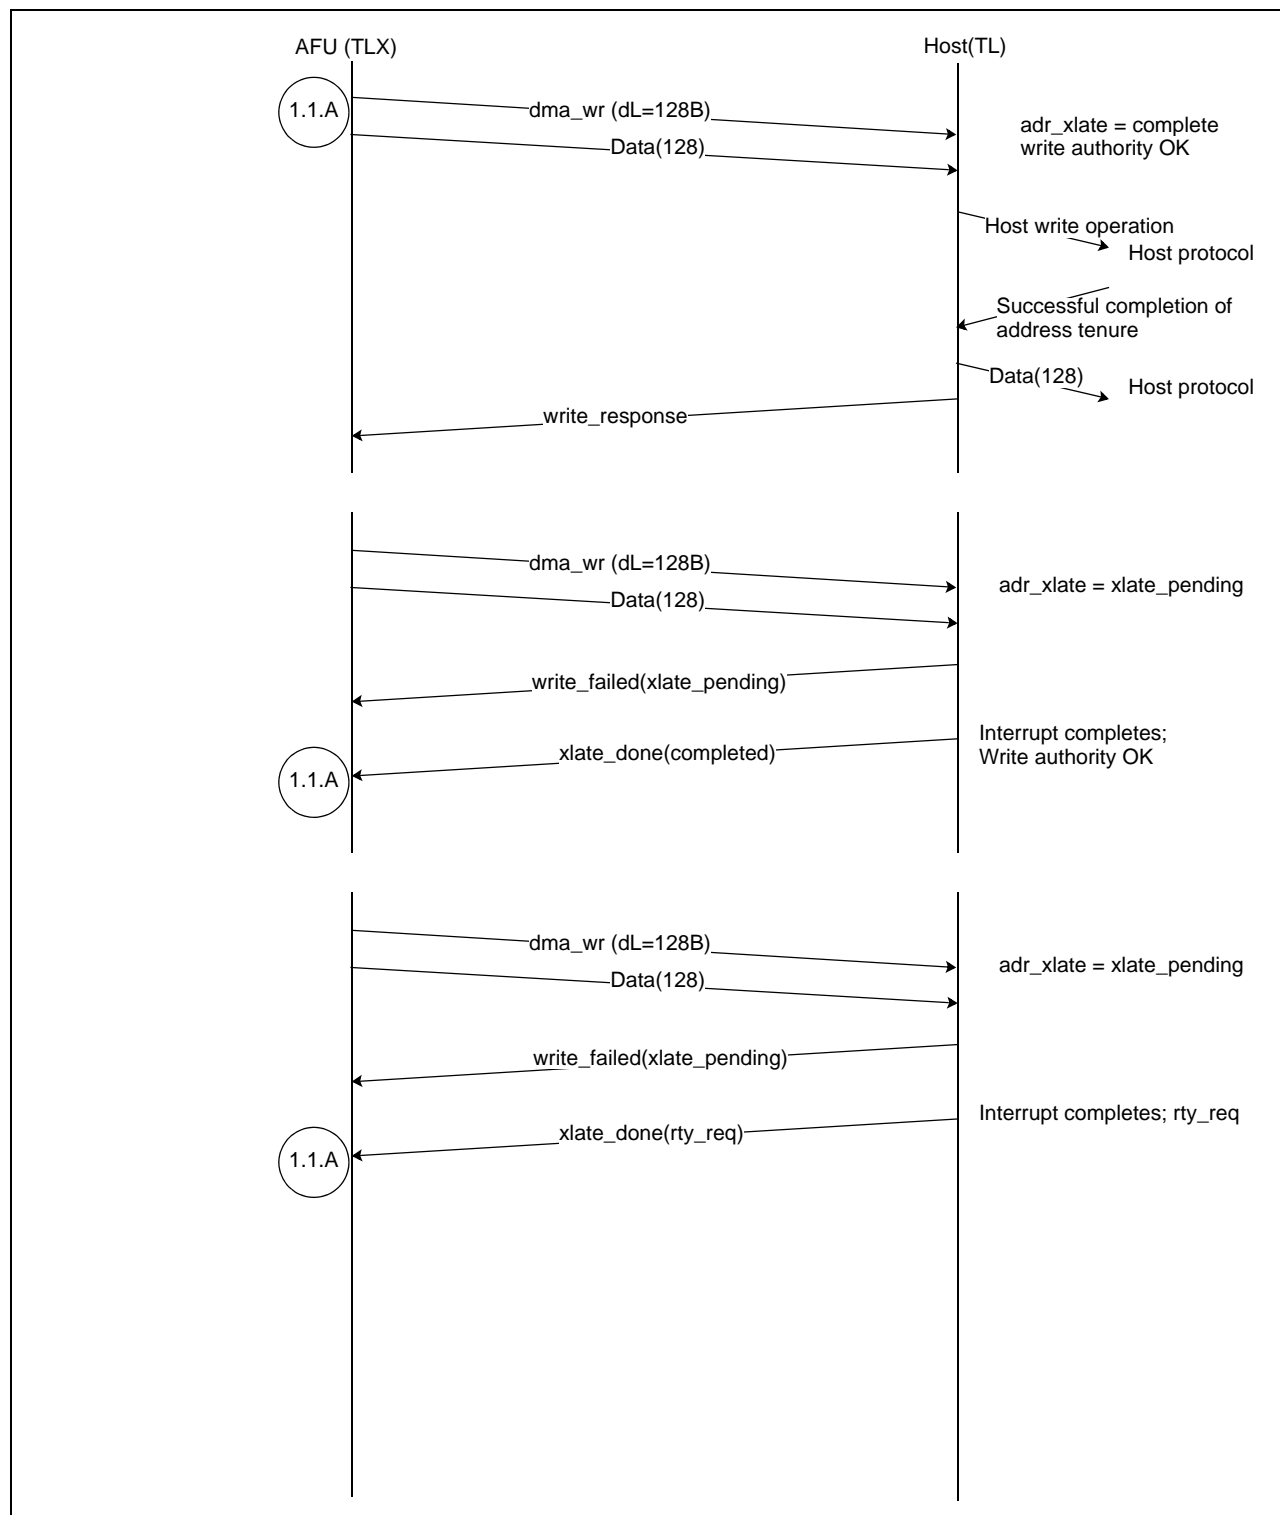 AFU (TLX)
Host(TL)
1.1.A
dma_wr (dL=128B)
adr_xlate = complete
write authority OK
Data(128)
Host write operation
Host protocol
Successful completion of
address tenure
Data(128)
Host protocol
write_response
dma_wr (dL=128B)
adr_xlate = xlate_pending
Data(128)
write_failed(xlate_pending)
Interrupt completes;
Write authority OK
xlate_done(completed)
1.1.A
dma_wr (dL=128B)
adr_xlate = xlate_pending
Data(128)
write_failed(xlate_pending)
Interrupt completes; rty_req
xlate_done(rty_req)
1.1.A